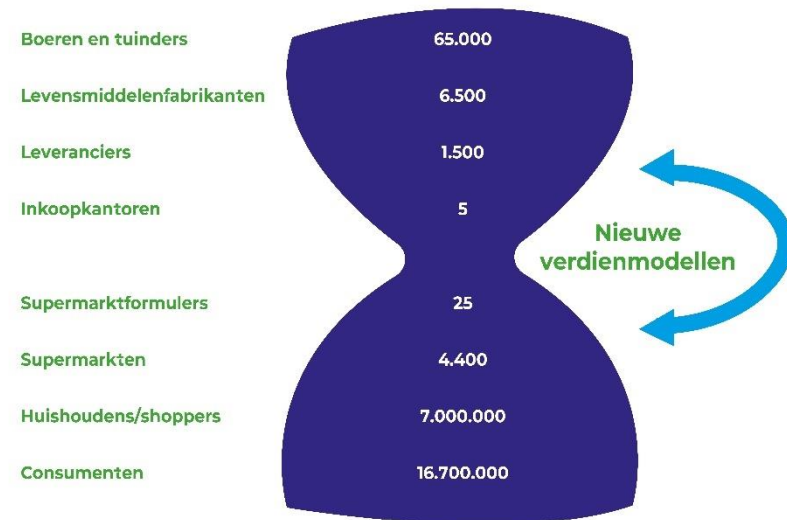 Boeren en tuinders 65.000
Levensmiddelenfabrikanten 6.500
Leveranciers 1.500
Inkoopkantoren 5
Nieuwe
verdienmodellen
Supermarktformulers 25
Supermarkten 4.400
Huishoudens/shoppers 7.000.000
Consumenten 16.700.000